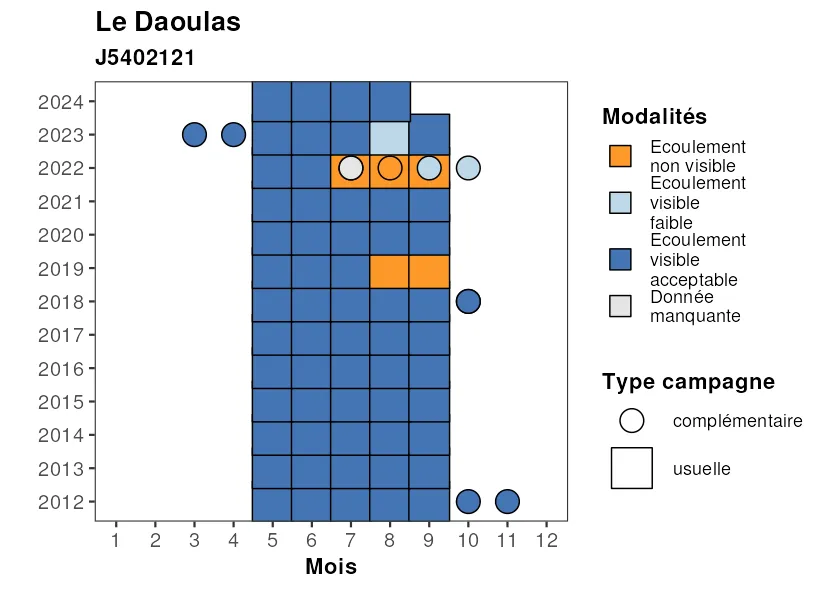 Le Daoulas
J5402121
2024
2023
2022
2021
2020
2019
2018
2017
2016
2015
2014
2013
2012
1 2 3 4 5 6 7 8 9 10 11 12
Mois
Modalités
Ecoulement
non visible
Ecoulement
visible
faible
Ecoulement
visible
acceptable
Donnée
manquante
Type campagne
complémentaire
usuelle